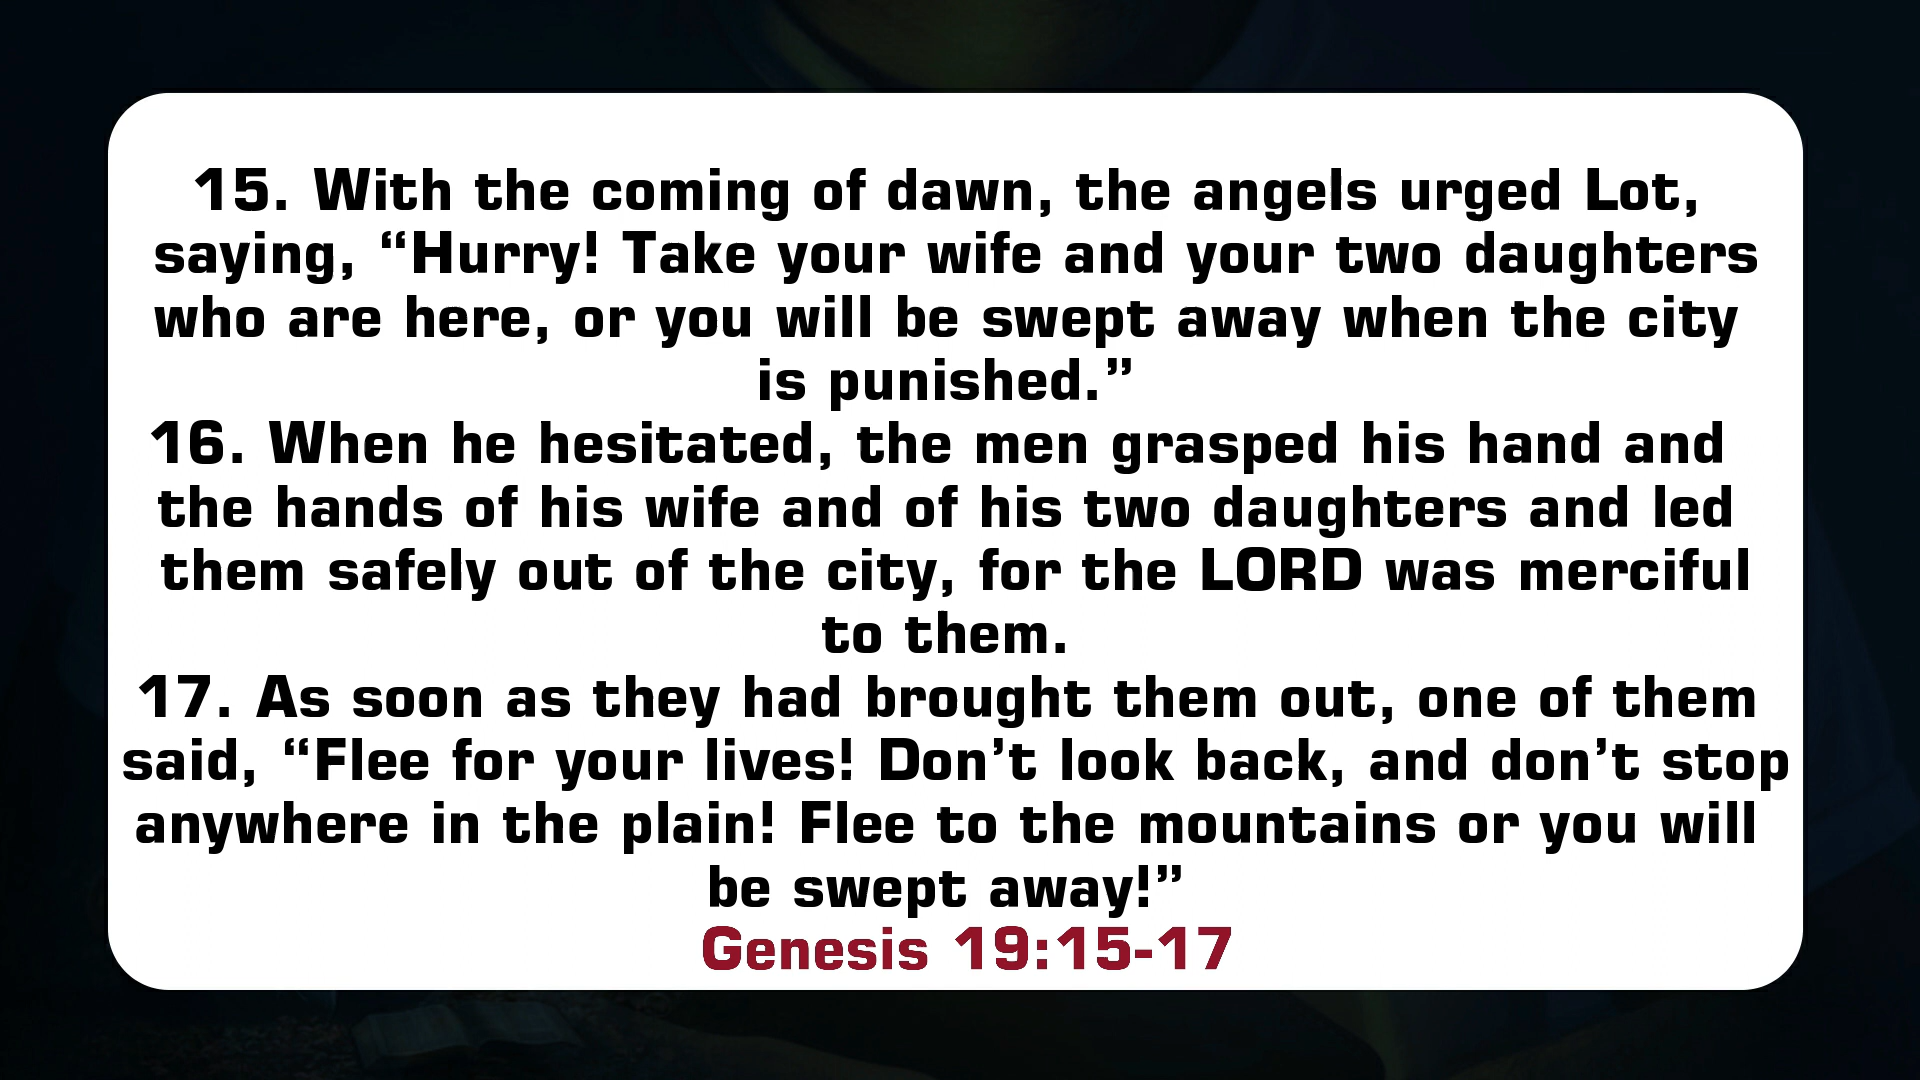 15. With the coming of dawn, the angels urged Lot,
saying, “Hurry! Take your wife and your two daughters
who are here, or you will be swept away when the city
is punished.”
16. When he hesitated, the men grasped his hand and
the hands of his wife and of his two daughters and led
them safely out of the city, for the LORD was merciful
to them.
17. As soon as they had brought them out, one of them
said, “Flee for your lives! Don’t look back, and don’t stop
anywhere in the plain! Flee to the mountains or you will
be swept away!”
Genesis 19:15-17